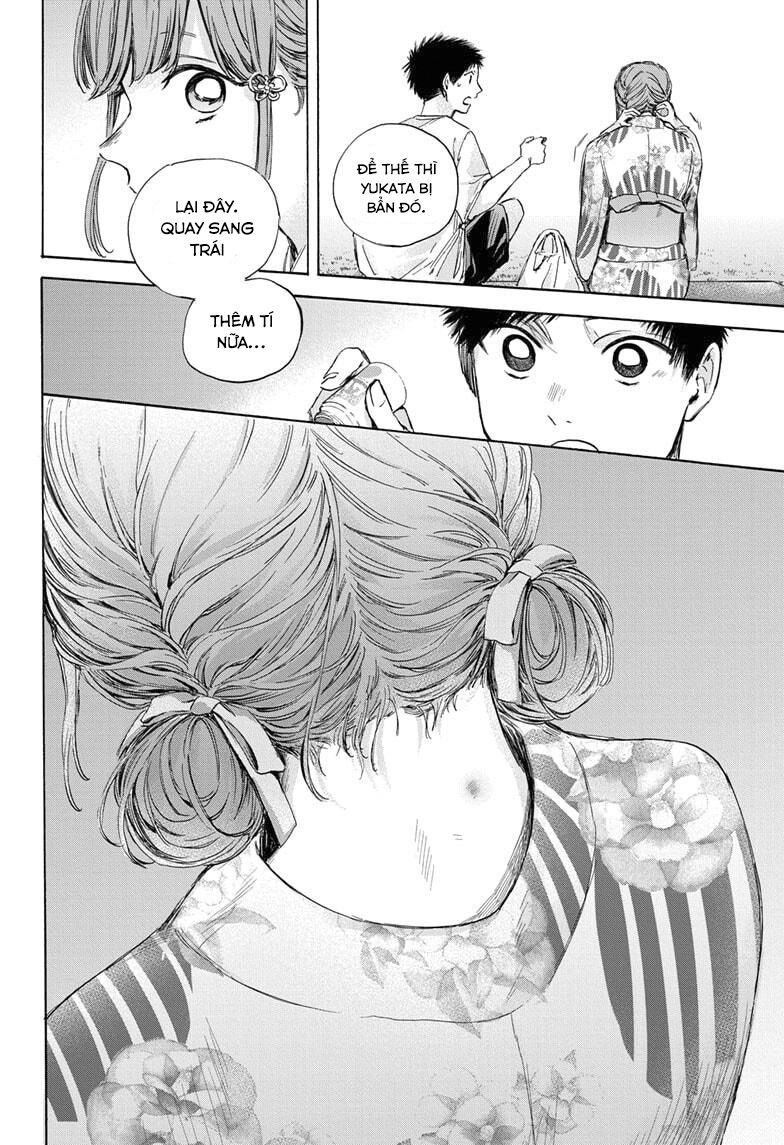 ĐỂ THẾ THÌ
YUKATA BỊ
BẨN ĐÓ.
LẠI ĐÂY.
QUAY SANG
TRÁI
THÊM TÍ
NỮA...